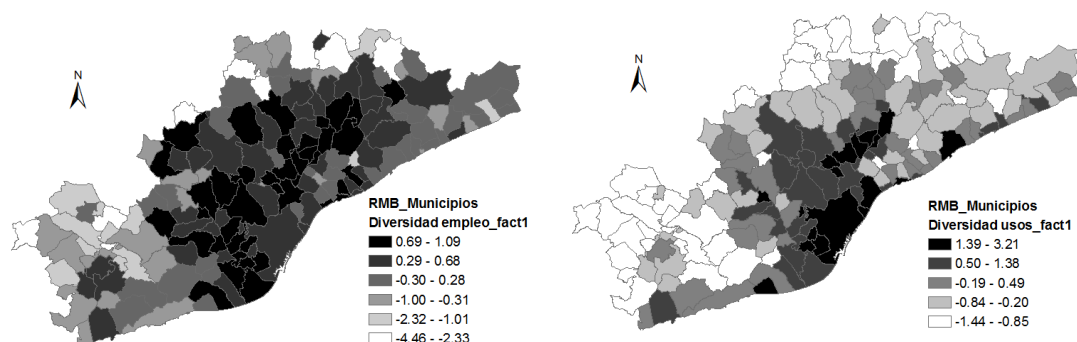 N
RMB_Municipios
Diversidad empleo_fact1
0.69 - 1.09
0.29 - 0.68
-0.30 - 0.28
-1.00 - -0.31
-2.32 - -1.01
-4.46 - -2.33
N
RMB_Municipios
Diversidad usos_fact1
1.39 - 3.21
0.50 - 1.38
-0.19 - 0.49
-0.84 - -0.20
-1.44 - -0.85